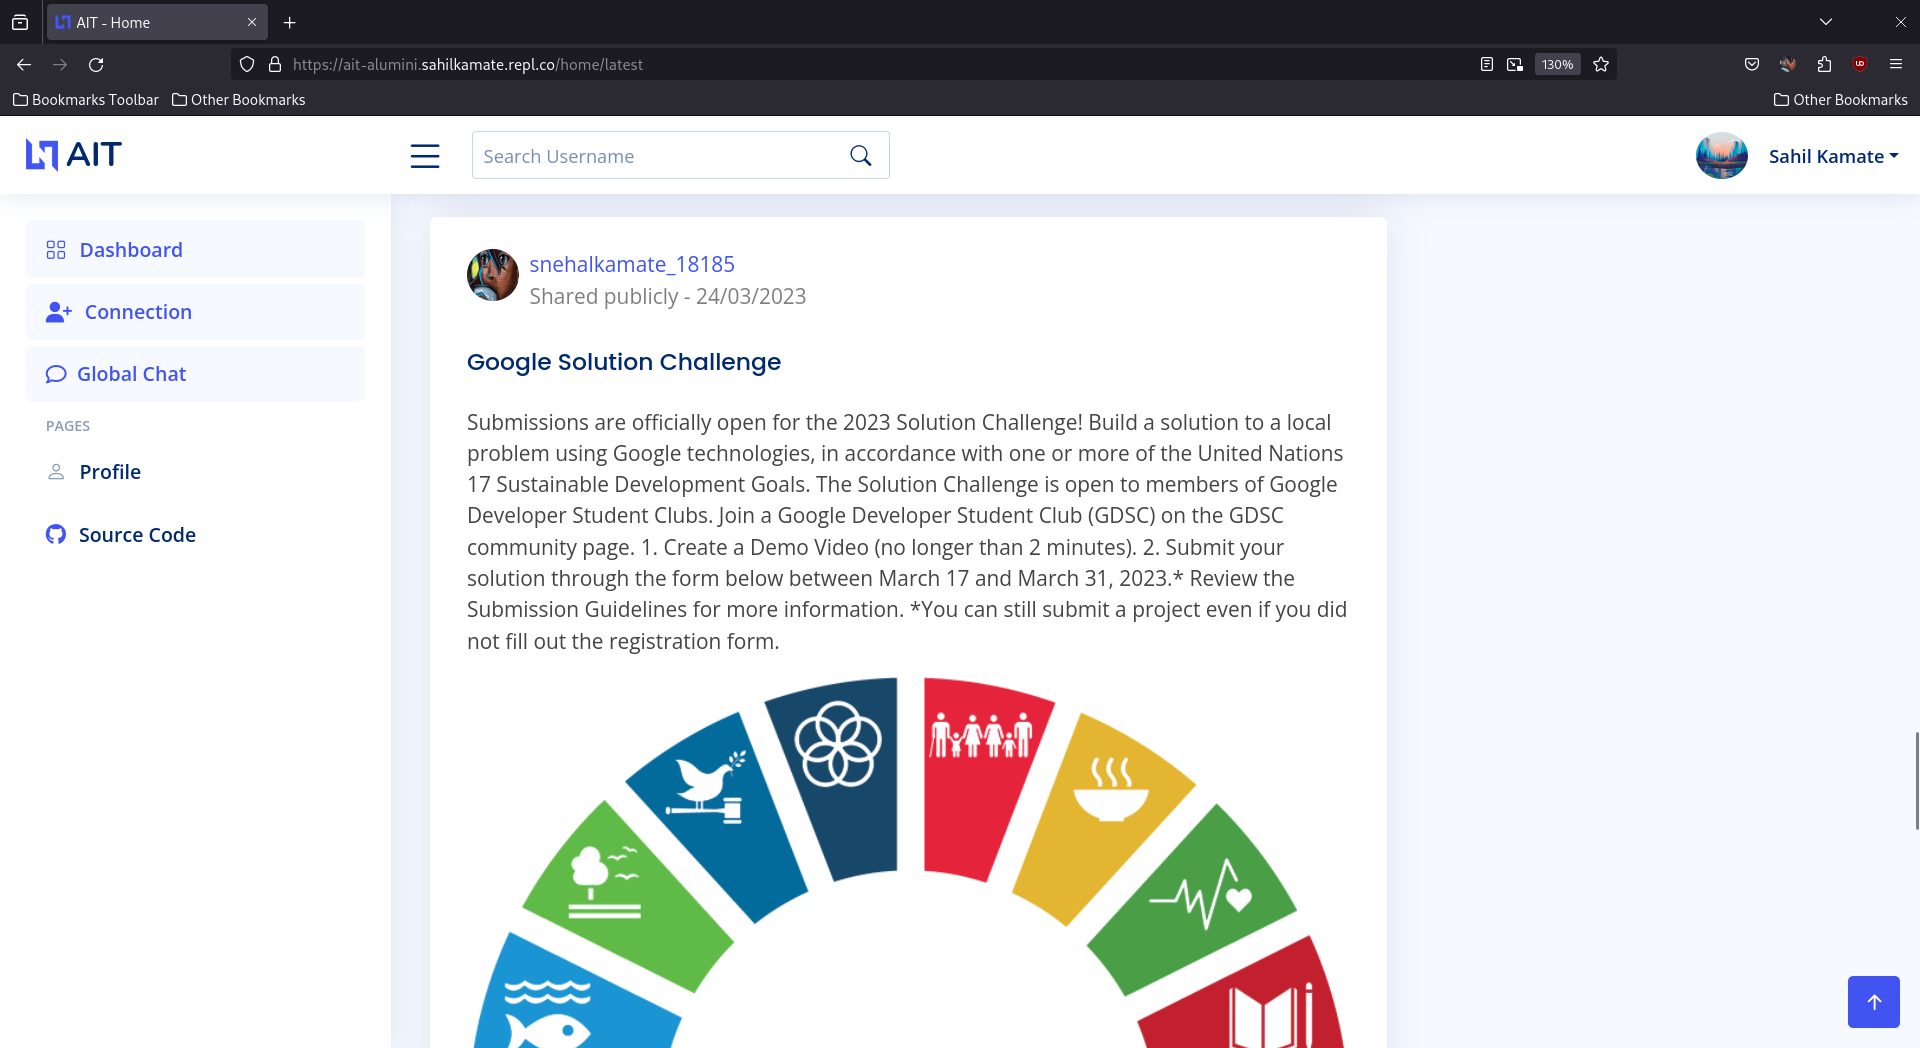 AIT - Home
https://ait-alumini.sahilkamate.repl.co/home/latest
130%
Bookmarks Toolbar
Other Bookmarks
Other Bookmarks
AIT
Search Username
Sahil Kamate
Dashboard
Connection
Global Chat
PAGES
Profile
Source Code
snehalkamate_18185
Shared publicly - 24/03/2023
Google Solution Challenge
Submissions are officially open for the 2023 Solution Challenge! Build a solution to a local
problem using Google technologies, in accordance with one or more of the United Nations
17 Sustainable Development Goals. The Solution Challenge is open to members of Google
Developer Student Clubs. Join a Google Developer Student Club (GDSC) on the GDSC
community page. 1. Create a Demo Video (no longer than 2 minutes). 2. Submit your
solution through the form below between March 17 and March 31, 2023.* Review the
Submission Guidelines for more information. *You can still submit a project even if you did
not fill out the registration form.